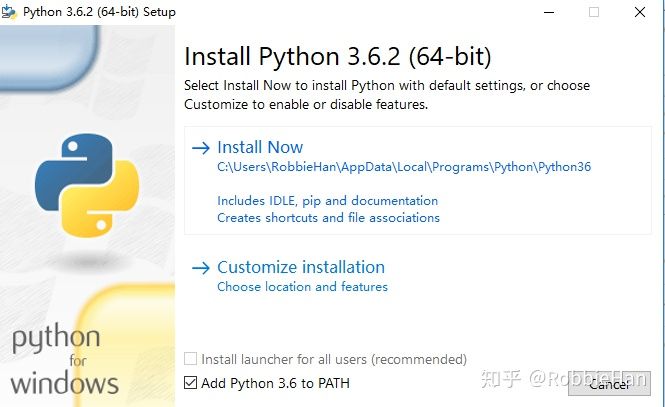 Python 3.6.2 (64-bit) Setup
Install Python 3.6.2 (64-bit)
Select Install Now to install Python with default settings, or choose
Customize to enable or disable features.
Install Now
C:\Users\RobbieHan\AppData\Local\Programs\Python\Python36
Includes IDLE, pip and documentation
Creates shortcuts and file associations
Customize installation
Choose location and features
python
for
windows
Install launcher for all users (recommended)
Add Python 3.6 to PATH
Cancel
知乎 @RobbieHan